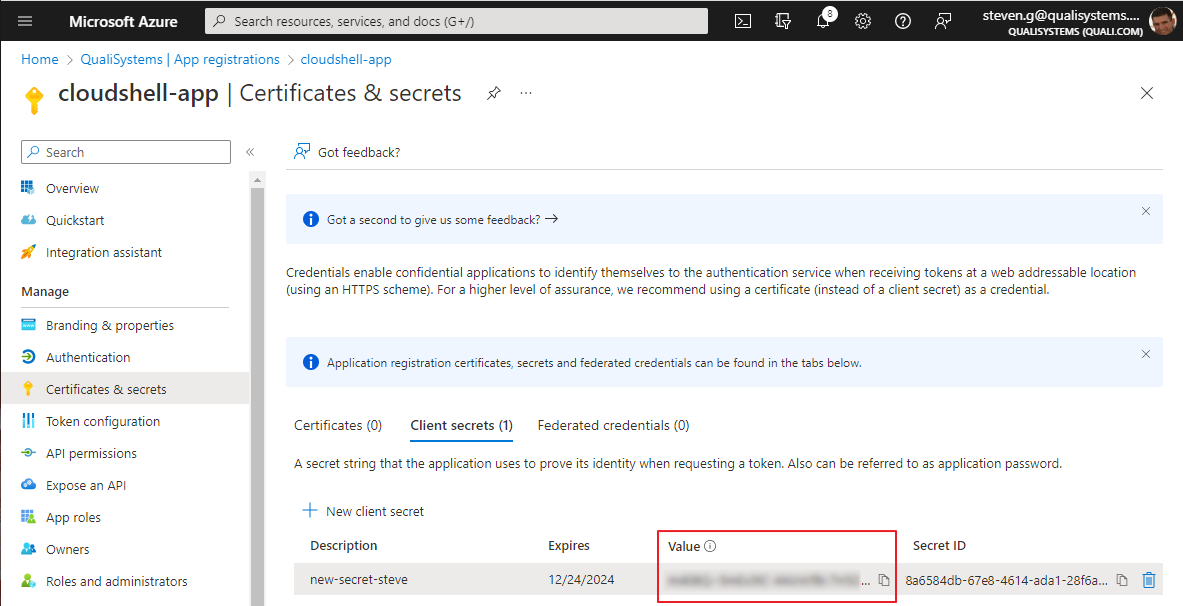 Microsoft Azure
Search resources, services, and docs (G+/)
8
steven.g@qualisystems....
QUALISYSTEMS (QUALI.COM)
Home > QualiSystems | App registrations > cloudshell-app
cloudshell-app | Certificates & secrets
...
Search
«
Got feedback?
Overview
Quickstart
Integration assistant
Manage
Branding & properties
Authentication
Certificates & secrets
Token configuration
API permissions
Expose an API
App roles
Owners
Roles and administrators
Got a second to give us some feedback? →
Credentials enable confidential applications to identify themselves to the authentication service when receiving tokens at a web addressable location
(using an HTTPS scheme). For a higher level of assurance, we recommend using a certificate (instead of a client secret) as a credential.
Application registration certificates, secrets and federated credentials can be found in the tabs below.
Certificates (0) Client secrets (1) Federated credentials (0)
A secret string that the application uses to prove its identity when requesting a token. Also can be referred to as application password.
+ New client secret
Description Expires Value Secret ID
new-secret-steve 12/24/2024 ... 8a6584db-67e8-4614-ada1-28f6a...